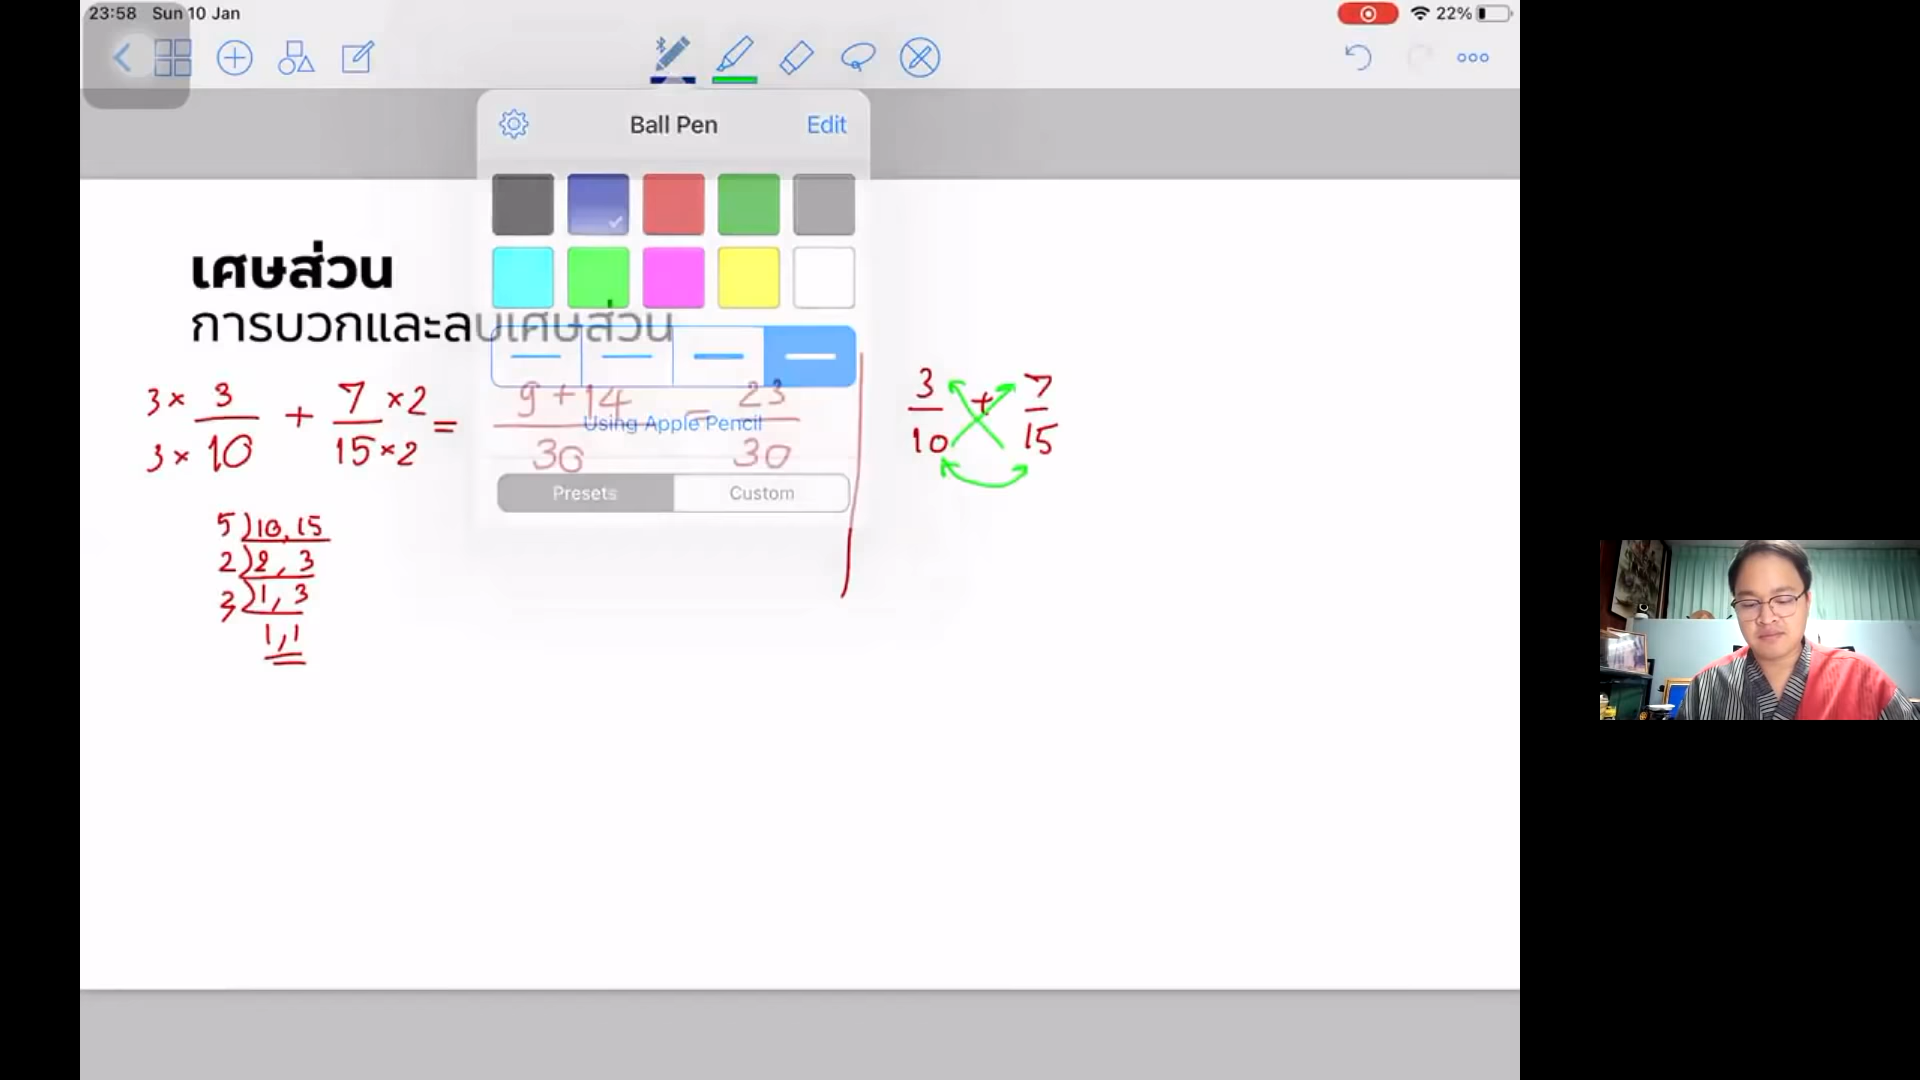 23:58 Sun 10 Jan
22%
Ball Pen
Edit
เศษส่วน
การบวกและลบเศษส่วน
Using Apple Pencil
Presets
Custom
3 × 3 + 7 × 2 = 9 + 14 = 23
3 × 10 15 × 2 30 30
5 ) 10, 15
2 ) 2, 3
3 ) 1, 3
1, 1
3 + 7
10 15